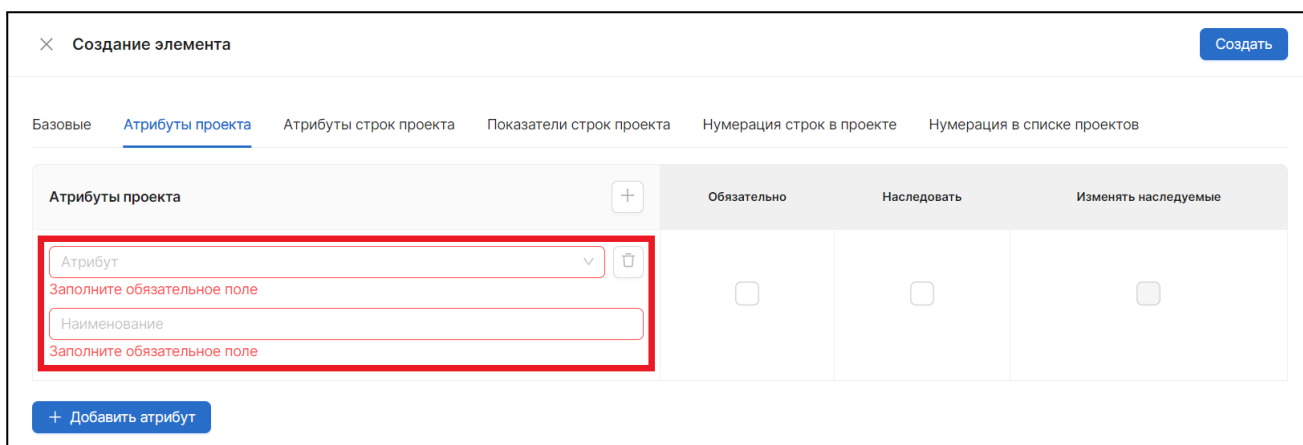 Создание элемента
Создать
Базовые Атрибуты проекта Атрибуты строк проекта Показатели строк проекта Нумерация строк в проекте Нумерация в списке проектов
Атрибуты проекта Обязательно Наследовать Изменять наследуемые
Атрибут
Заполните обязательное поле
Наименование
Заполните обязательное поле
+ Добавить атрибут